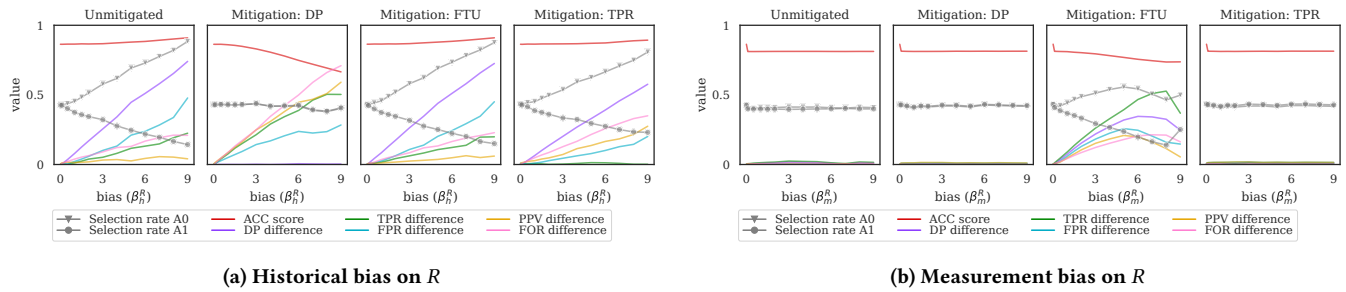 Unmitigated Mitigation: DP Mitigation: FTU Mitigation: TPR
1
value
0.5
0
0 3 6 9 0 3 6 9 0 3 6 9 0 3 6 9
bias (β_h^R) bias (β_h^R) bias (β_h^R) bias (β_h^R)
Selection rate A0 ACC score TPR difference PPV difference
Selection rate A1 DP difference FPR difference FOR difference
(a) Historical bias on R
Unmitigated Mitigation: DP Mitigation: FTU Mitigation: TPR
1
value
0.5
0
0 3 6 9 0 3 6 9 0 3 6 9 0 3 6 9
bias (β_m^R) bias (β_m^R) bias (β_m^R) bias (β_m^R)
Selection rate A0 ACC score TPR difference PPV difference
Selection rate A1 DP difference FPR difference FOR difference
(b) Measurement bias on R